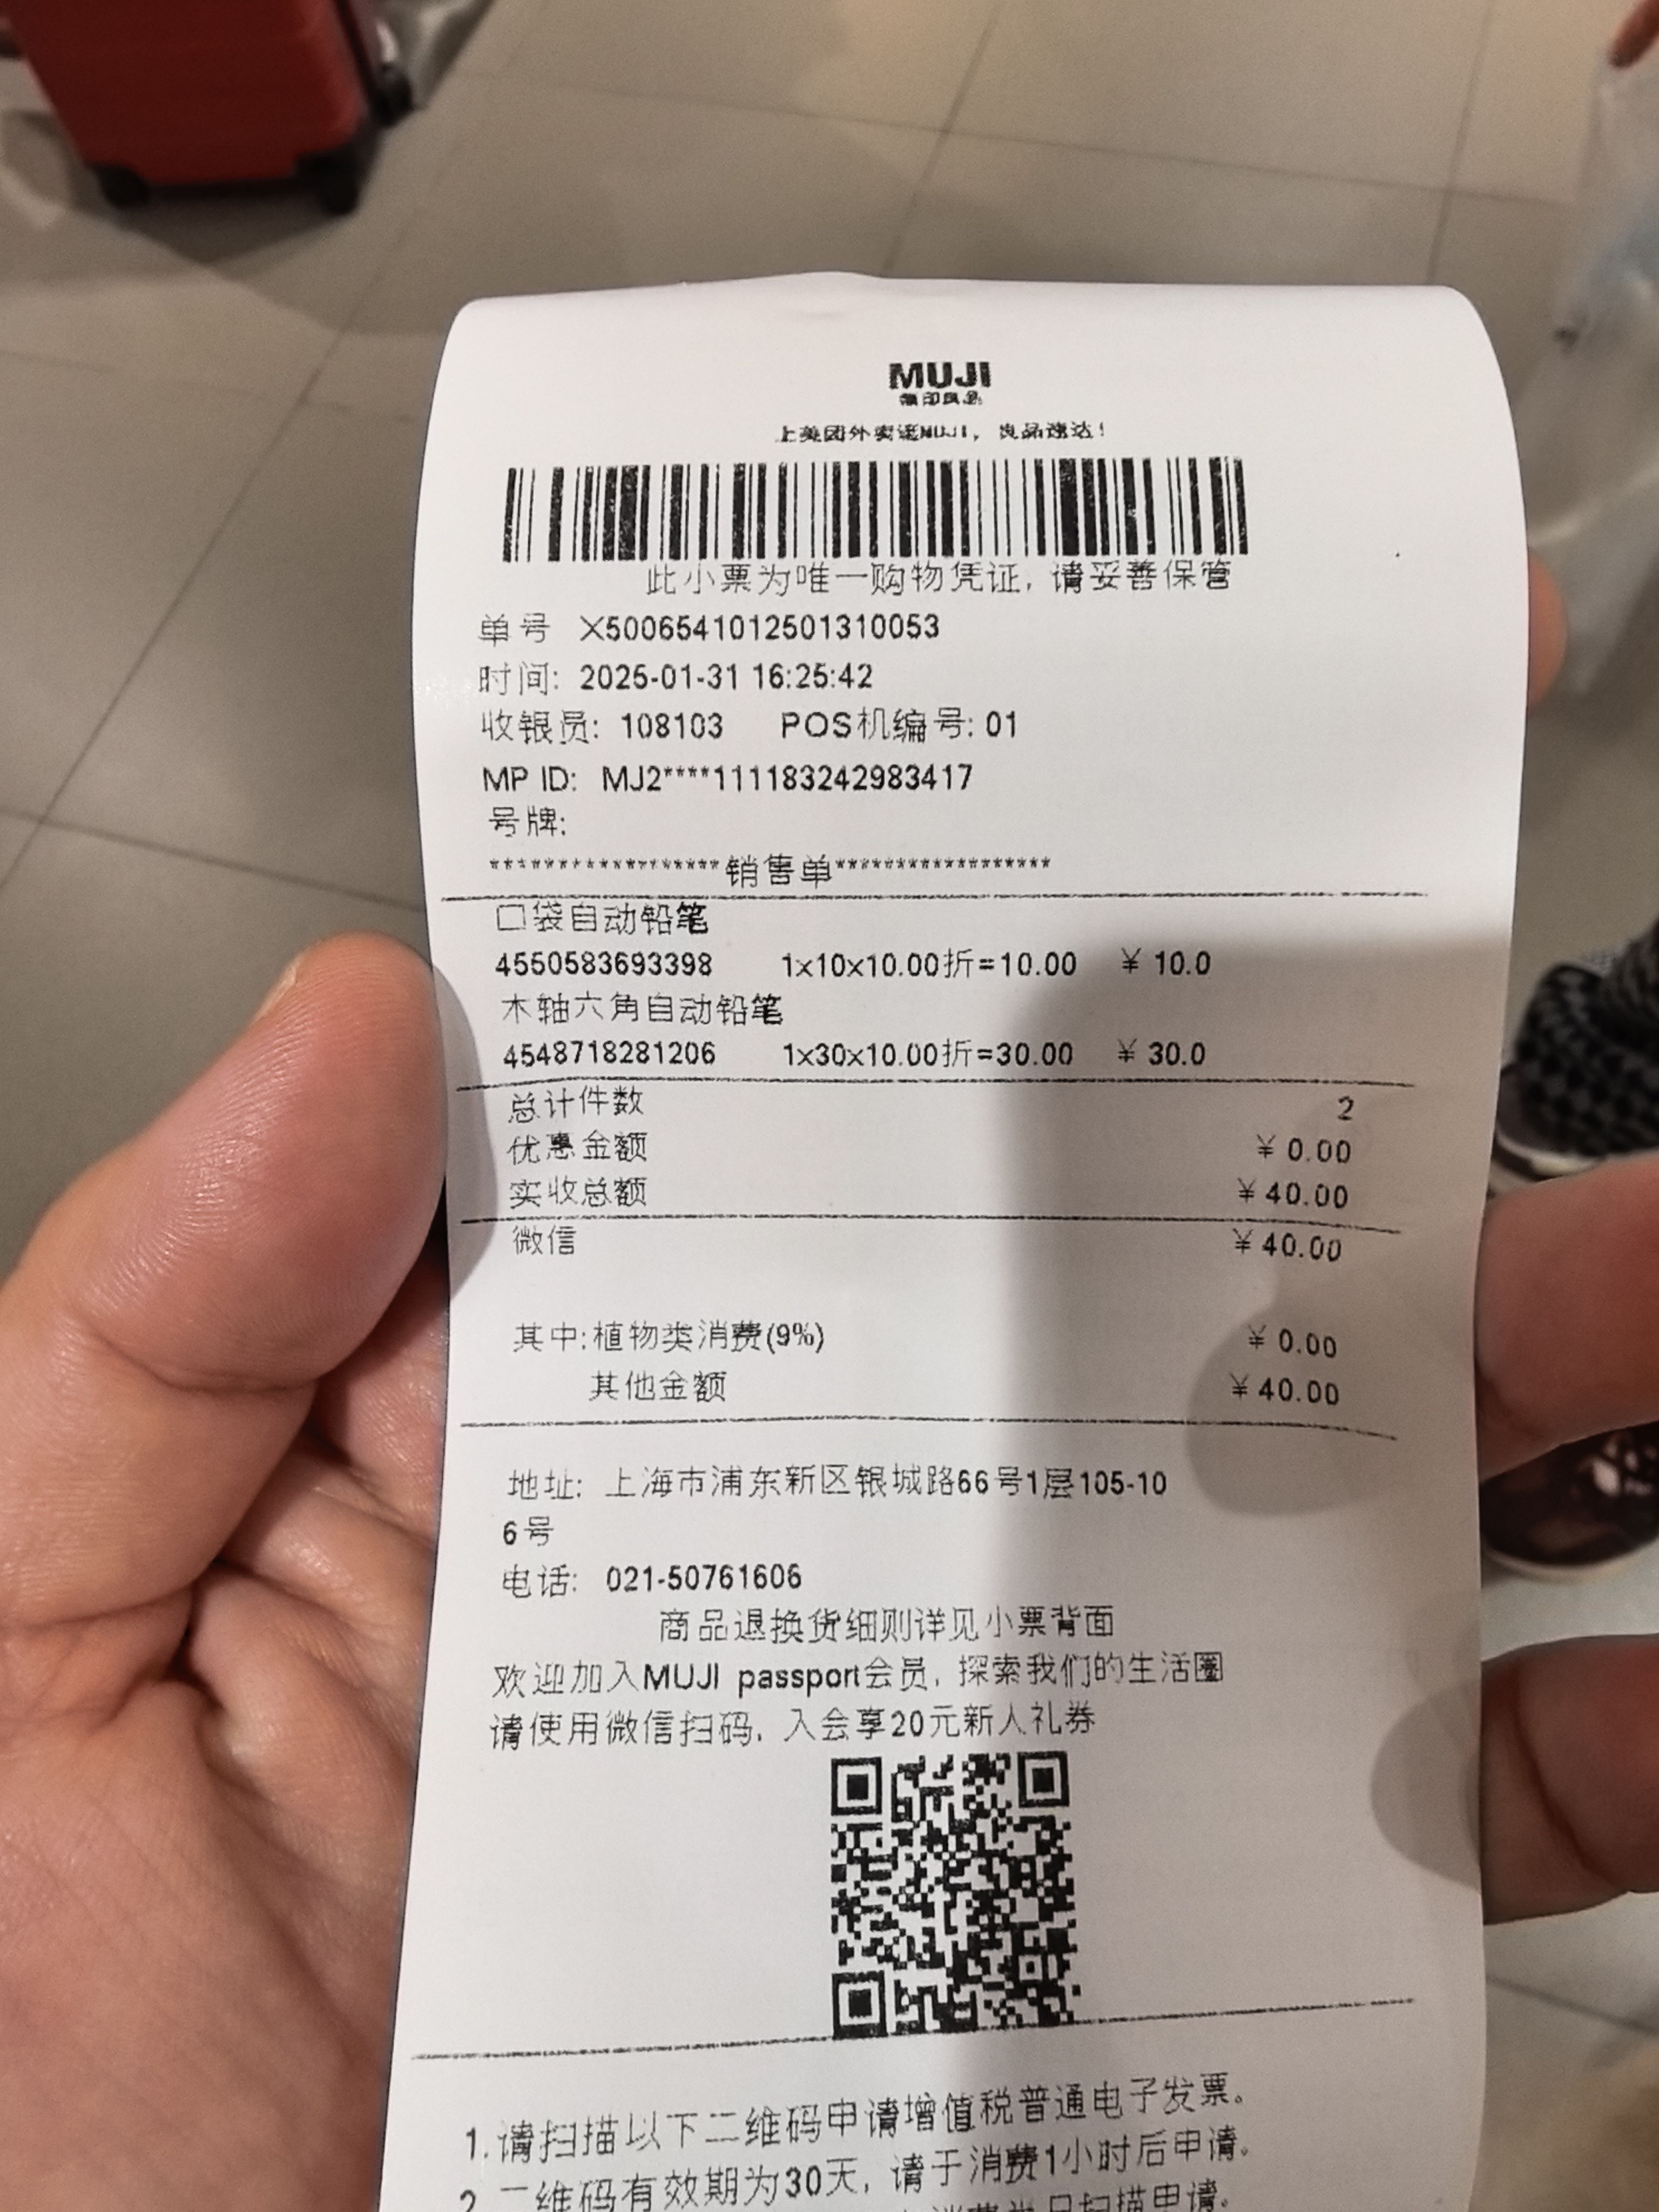 MUJI
無印良品
上美团外卖逛MUJI，良品速达！
此小票为唯一购物凭证, 请妥善保管
单号 X5006541012501310053
时间: 2025-01-31 16:25:42
收银员: 108103 POS机编号: 01
MP ID: MJ2****111183242983417
号牌:
******************销售单******************
口袋自动铅笔
4550583693398 1x10x10.00折=10.00 ¥ 10.0
木轴六角自动铅笔
4548718281206 1x30x10.00折=30.00 ¥ 30.0
总计件数 2
优惠金额 ¥ 0.00
实收总额 ¥ 40.00
微信 ¥ 40.00
其中:植物类消费(9%) ¥ 0.00
其他金额 ¥ 40.00
地址: 上海市浦东新区银城路66号1层105-10
6号
电话: 021-50761606
商品退换货细则详见小票背面
欢迎加入MUJI passport会员, 探索我们的生活圈
请使用微信扫码, 入会享20元新人礼券
1.请扫描以下二维码申请增值税普通电子发票。
2.二维码有效期为30天, 请于消费1小时后申请。
扫描申请。